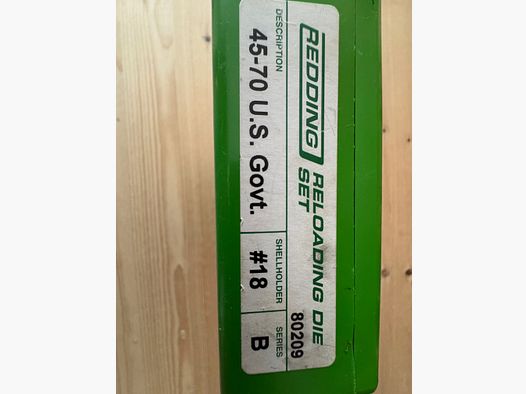 REDDING RELOADING DIE
SET 80209
DESCRIPTION SHELLHOLDER SERIES
45-70 U.S. Govt. #18 B